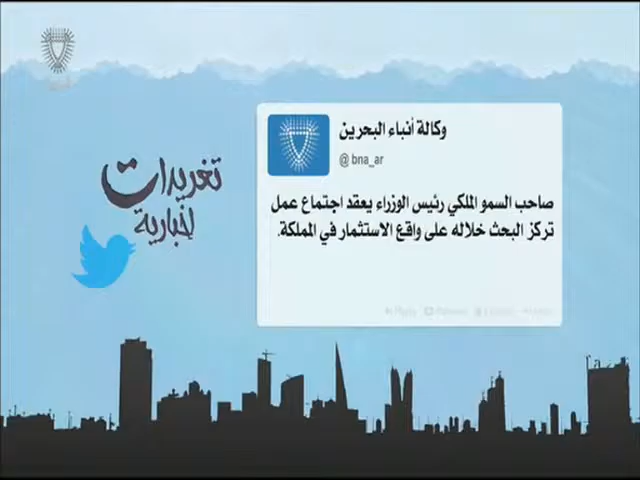 وكالة أنباء البحرين
@bna_ar
تغريدات
إخبارية
صاحب السمو الملكي رئيس الوزراء يعقد اجتماع عمل
تركز البحث خلاله على واقع الاستثمار في المملكة.